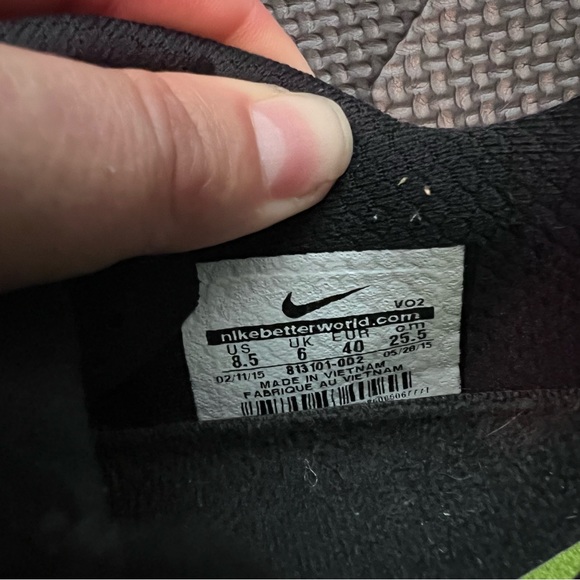 VO2
nikebetterworld.com
US UK EUR cm
8.5 6 40 25.5
02/11/15 813101-002 05/20/15
MADE IN VIETNAM
FABRIQUE AU VIETNAM